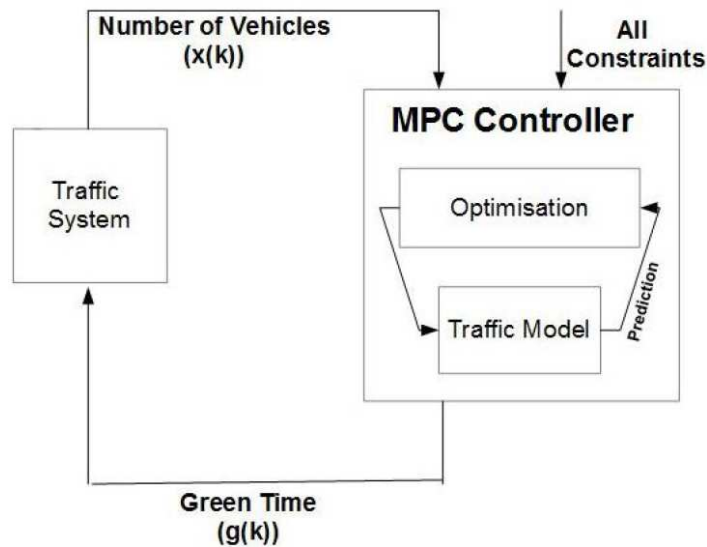 Number of Vehicles
(x(k))
All
Constraints
MPC Controller
Traffic
System
Optimisation
Traffic Model
Prediction
Green Time
(g(k))